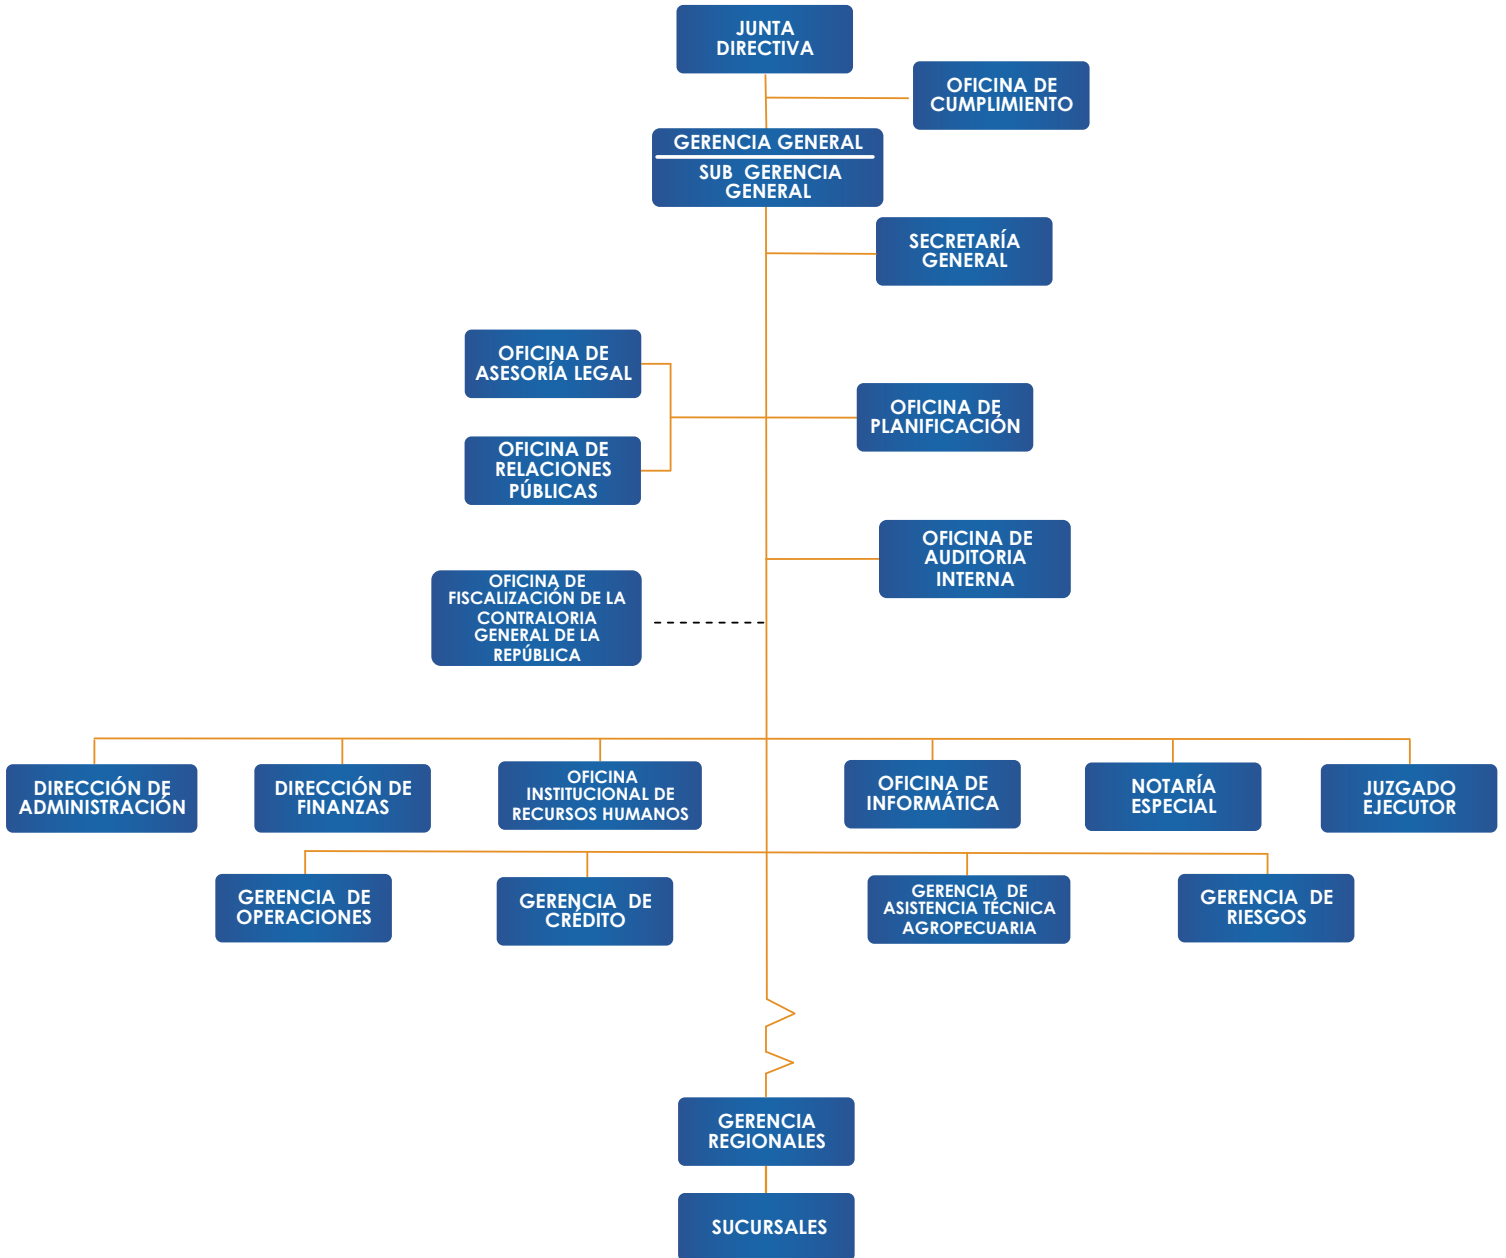 JUNTA
DIRECTIVA
OFICINA DE
CUMPLIMIENTO
GERENCIA GENERAL
SUB GERENCIA
GENERAL
SECRETARÍA
GENERAL
OFICINA DE
ASESORÍA LEGAL
OFICINA DE
PLANIFICACIÓN
OFICINA DE
RELACIONES
PÚBLICAS
OFICINA DE
AUDITORIA
INTERNA
OFICINA DE
FISCALIZACIÓN DE LA
CONTRALORIA
GENERAL DE LA
REPÚBLICA
DIRECCIÓN DE
ADMINISTRACIÓN
DIRECCIÓN DE
FINANZAS
OFICINA
INSTITUCIONAL DE
RECURSOS HUMANOS
OFICINA DE
INFORMÁTICA
NOTARÍA
ESPECIAL
JUZGADO
EJECUTOR
GERENCIA DE
OPERACIONES
GERENCIA DE
CRÉDITO
GERENCIA DE
ASISTENCIA TÉCNICA
AGROPECUARIA
GERENCIA DE
RIESGOS
GERENCIA
REGIONALES
SUCURSALES